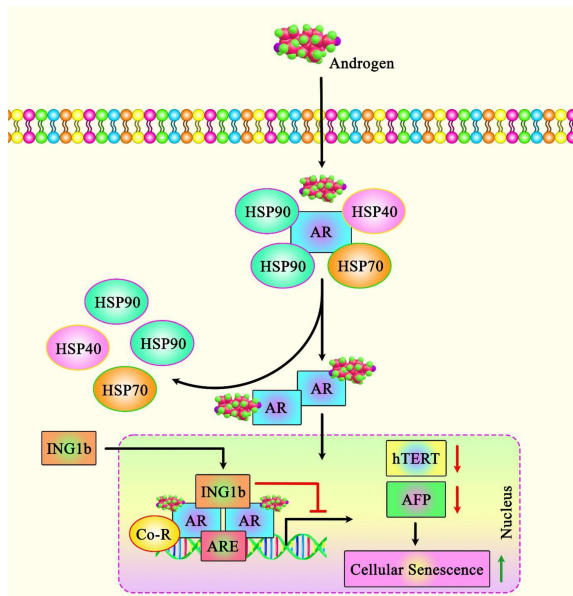 Androgen
HSP90
HSP40
AR
HSP90
HSP70
HSP90
HSP40
HSP90
HSP70
AR
AR
ING1b
hTERT
AFP
ING1b
AR
AR
Co-R
ARE
Cellular Senescence
Nucleus